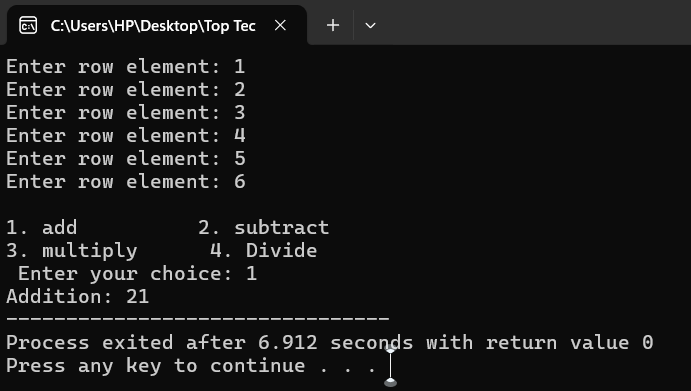 C:\Users\HP\Desktop\Top Tec
Enter row element: 1
Enter row element: 2
Enter row element: 3
Enter row element: 4
Enter row element: 5
Enter row element: 6
1. add          2. subtract
3. multiply      4. Divide
 Enter your choice: 1
Addition: 21
--------------------------------
Process exited after 6.912 seconds with return value 0
Press any key to continue . . .